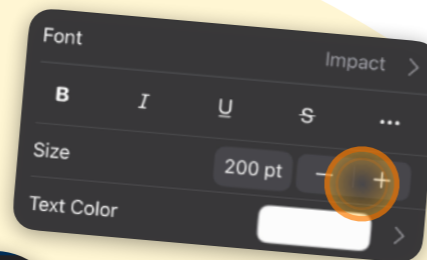 Font Impact
B I U S ...
Size 200 pt − +
Text Color